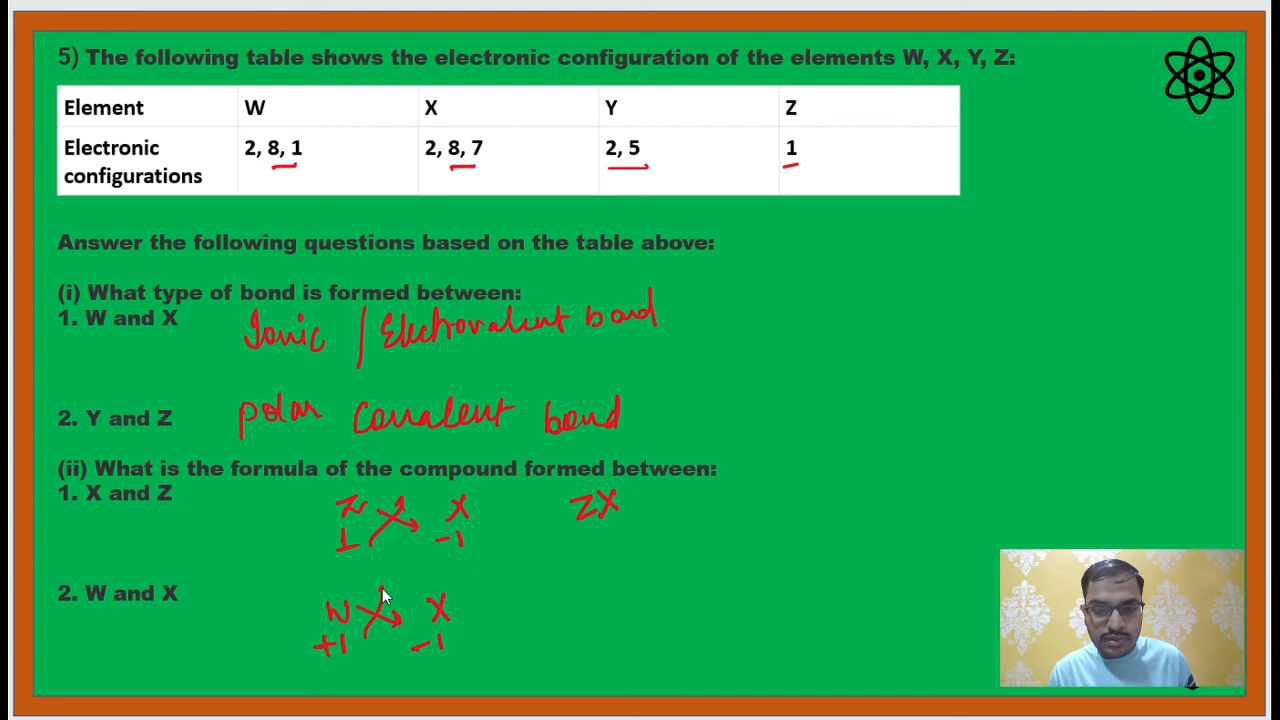 5) The following table shows the electronic configuration of the elements W, X, Y, Z:
Element W X Y Z
Electronic configurations 2, 8, 1 2, 8, 7 2, 5 1
Answer the following questions based on the table above:
(i) What type of bond is formed between:
1. W and X Ionic / Electrovalent bond
2. Y and Z polar covalent bond
(ii) What is the formula of the compound formed between:
1. X and Z Z X ZX
1 -1
2. W and X W X
+1 -1